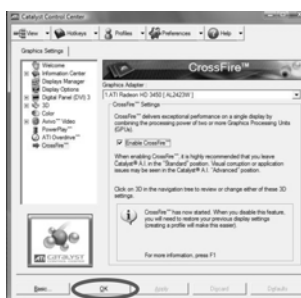 Catalyst Control Center
View Hotkeys Profiles Preferences Help
Graphics Settings
Welcome
Information Center
Displays Manager
Display Options
Digital Panel (DVI) 3
3D
Color
Avivo™ Video
PowerPlay™
ATI Overdrive™
CrossFire™
CATALYST
CrossFire™
Graphics Adapter:
1.ATI Radeon HD 3450 [ AL2423W ]
CrossFire™ Settings
CrossFire™ delivers exceptional performance on a single display by
combining the processing power of two or more Graphics Processing Units
(GPUs).
Enable CrossFire™
When enabling CrossFire™, it is highly recommended that you leave
Catalyst® A.I. in the "Standard" position. Visual corruption or application
issues may be seen in the Catalyst® A.I. "Advanced" position.
Click on 3D in the navigation tree to review or change either of these 3D
settings.
CrossFire™ has now started. When you disable this feature,
you will need to restore your previous display settings
(creating a profile will make this easier).
For more information, press F1
Basic... OK Apply Discard Defaults